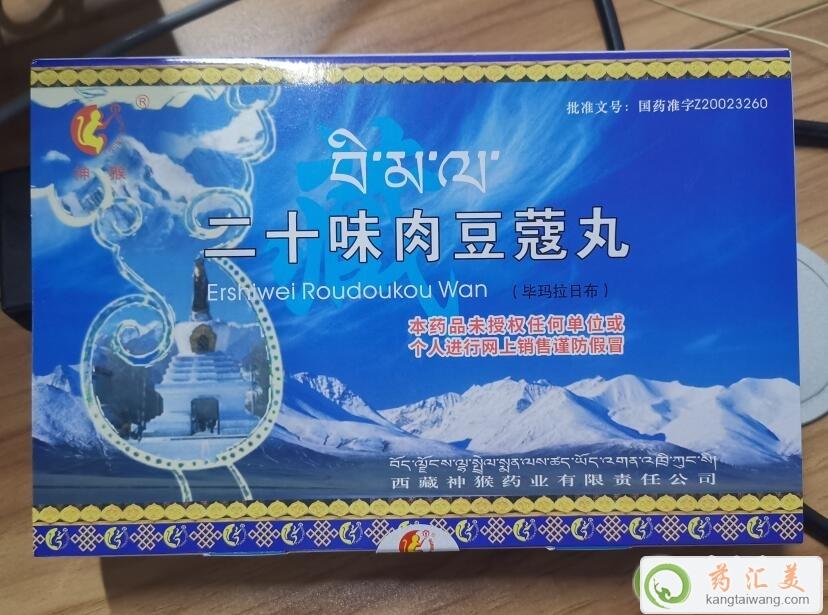 批准文号：国药准字Z20023260
®
神猴
བི་མ་ལ་
藏
二十味肉豆蔻丸
Ershiwei Roudoukou Wan （毕玛拉日布）
本药品未授权任何单位或
个人进行网上销售谨防假冒
西藏神猴药业有限责任公司
药汇美
kangtaiwang.com